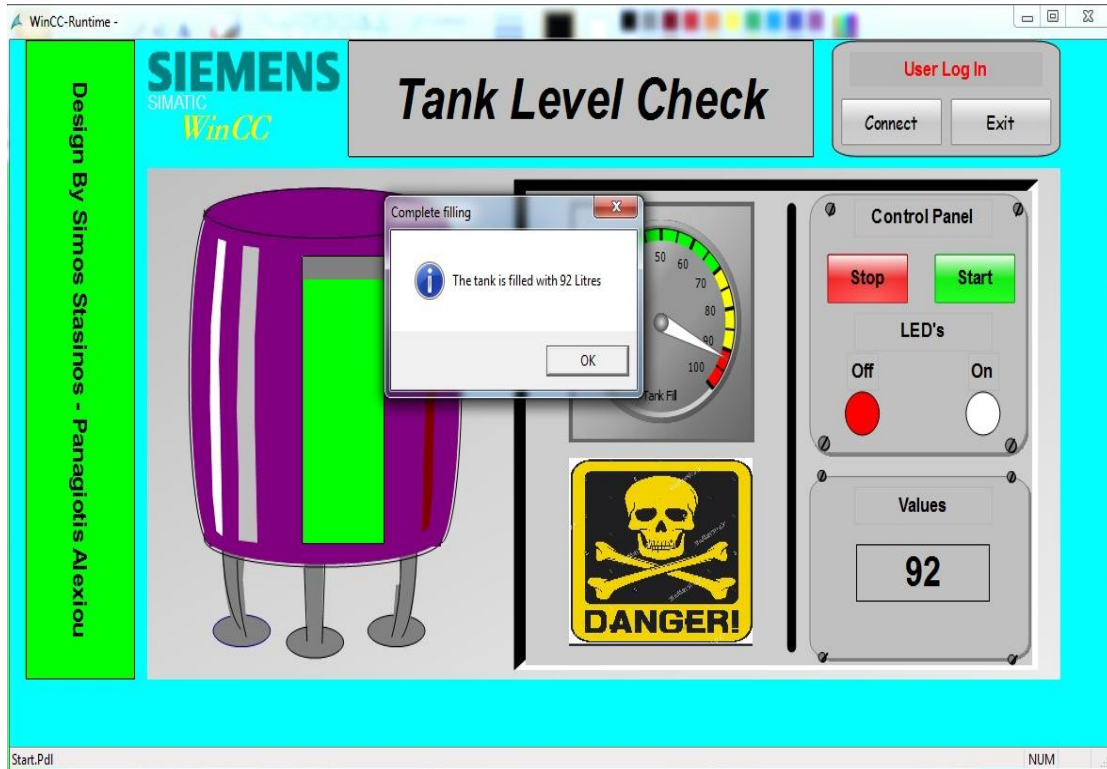 WinCC-Runtime -
Design By Simos Stasinos - Panagiotis Alexiou
SIEMENS
SIMATIC
WinCC
Tank Level Check
User Log In
Connect
Exit
Complete filling
The tank is filled with 92 Litres
OK
50
60
70
80
90
100
Tank Fill
DANGER!
Control Panel
Stop
Start
LED's
Off
On
Values
92
Start.Pdl
NUM